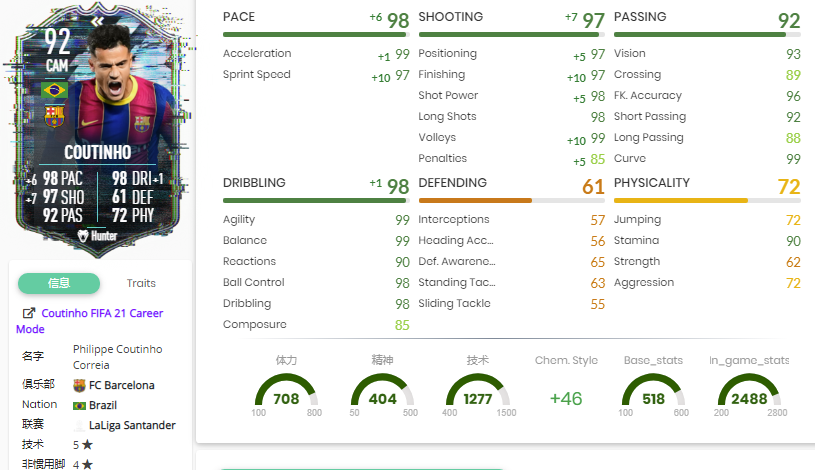 92
CAM
COUTINHO
+6 98 PAC 98 DRI +1
+7 97 SHO 61 DEF
92 PAS 72 PHY
Hunter
信息 Traits
Coutinho FIFA 21 Career
Mode
名字 Philippe Coutinho
Correia
俱乐部 FC Barcelona
Nation Brazil
联赛 LaLiga Santander
技术 5 ★
非惯用脚 4 ★
PACE +6 98
Acceleration +1 99
Sprint Speed +10 97
SHOOTING +7 97
Positioning +5 97
Finishing +10 97
Shot Power +5 98
Long Shots 98
Volleys +10 99
Penalties +5 85
PASSING 92
Vision 93
Crossing 89
FK. Accuracy 96
Short Passing 92
Long Passing 88
Curve 99
DRIBBLING +1 98
Agility 99
Balance 99
Reactions 90
Ball Control 98
Dribbling 98
Composure 85
DEFENDING 61
Interceptions 57
Heading Acc... 56
Def. Awarene... 65
Standing Tac... 63
Sliding Tackle 55
PHYSICALITY 72
Jumping 72
Stamina 90
Strength 62
Aggression 72
体力 精神 技术 Chem. Style Base_stats in_game_stats
708 404 1277 +46 518 2488
100 800 50 500 400 1500 100 600 200 2800